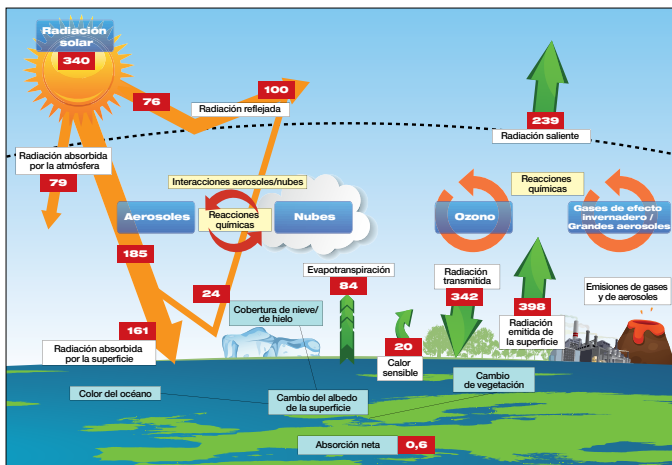 Radiación
solar
340
76
100
Radiación reflejada
239
Radiación saliente
Radiación absorbida
por la atmósfera
79
Interacciones aerosoles/nubes
Aerosoles
Reacciones
químicas
Nubes
Reacciones
químicas
Ozono
Gases de efecto
invernadero /
Grandes aerosoles
185
24
Evapotranspiración
84
Radiación
transmitida
342
398
Radiación
emitida de
la superficie
Emisiones de gases
y de aerosoles
161
Radiación absorbida
por la superficie
Cobertura de nieve/
de hielo
20
Calor
sensible
Color del océano
Cambio del albedo
de la superficie
Cambio
de vegetación
Absorción neta
0,6